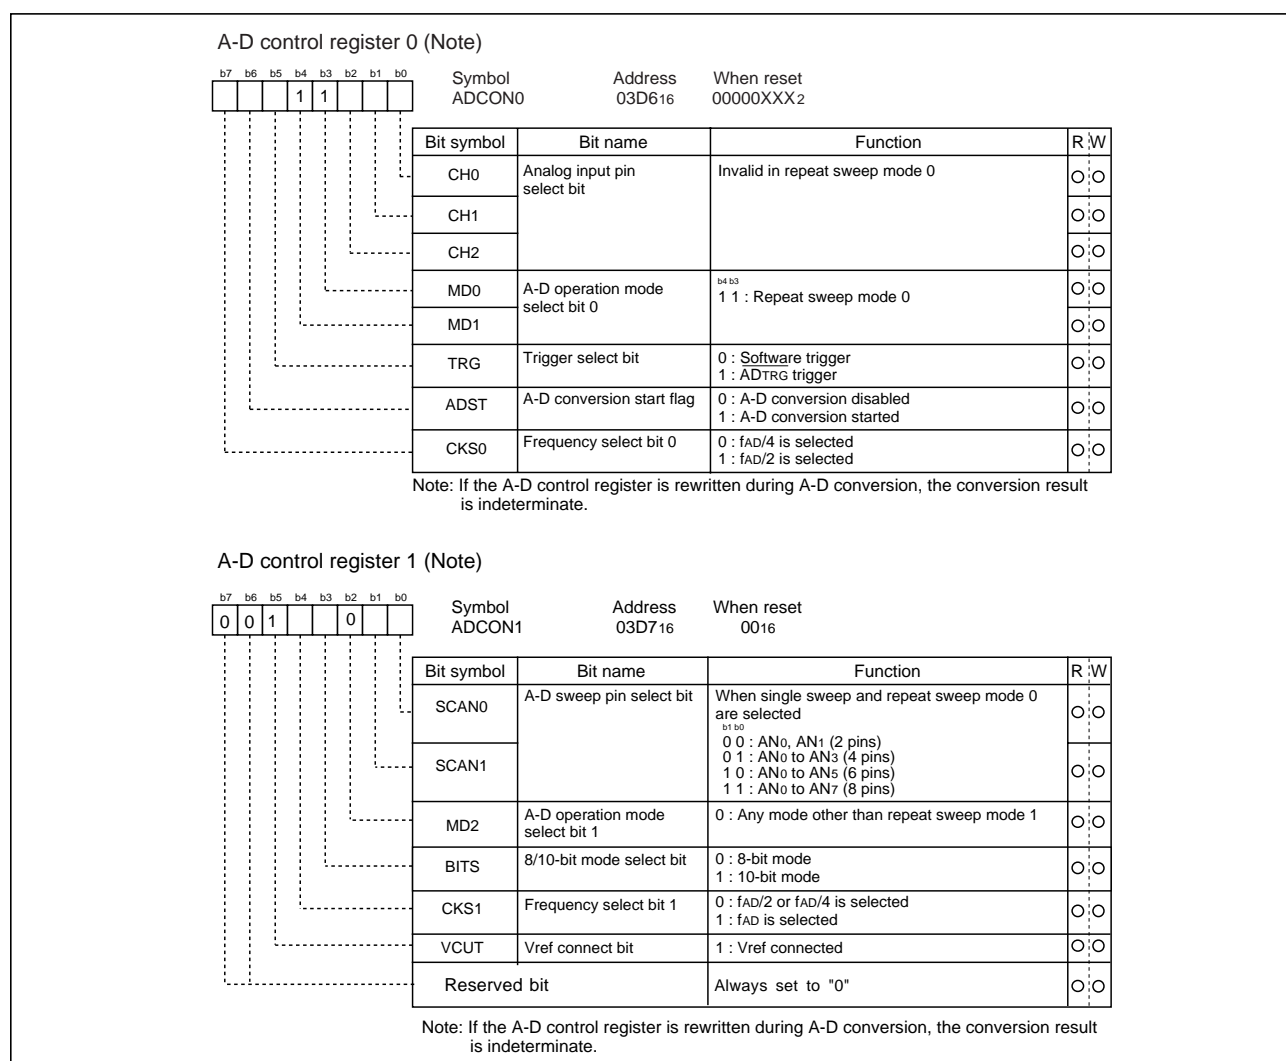 A-D control register 0 (Note)
b7 b6 b5 b4 b3 b2 b1 b0
1 1
Symbol Address When reset
ADCON0 03D616 00000XXX2
Bit symbol Bit name Function R W
CH0 Analog input pin select bit Invalid in repeat sweep mode 0
CH1
CH2
MD0 A-D operation mode select bit 0
b4 b3
1 1 : Repeat sweep mode 0
MD1
TRG Trigger select bit 0 : Software trigger
1 : ADTRG trigger
ADST A-D conversion start flag 0 : A-D conversion disabled
1 : A-D conversion started
CKS0 Frequency select bit 0 0 : fAD/4 is selected
1 : fAD/2 is selected
Note: If the A-D control register is rewritten during A-D conversion, the conversion result
is indeterminate.
A-D control register 1 (Note)
b7 b6 b5 b4 b3 b2 b1 b0
0 0 1 0
Symbol Address When reset
ADCON1 03D716 0016
Bit symbol Bit name Function R W
SCAN0 A-D sweep pin select bit When single sweep and repeat sweep mode 0
are selected
b1 b0
0 0 : AN0, AN1 (2 pins)
0 1 : AN0 to AN3 (4 pins)
SCAN1
1 0 : AN0 to AN5 (6 pins)
1 1 : AN0 to AN7 (8 pins)
MD2 A-D operation mode select bit 1 0 : Any mode other than repeat sweep mode 1
BITS 8/10-bit mode select bit 0 : 8-bit mode
1 : 10-bit mode
CKS1 Frequency select bit 1 0 : fAD/2 or fAD/4 is selected
1 : fAD is selected
VCUT Vref connect bit 1 : Vref connected
Reserved bit Always set to "0"
Note: If the A-D control register is rewritten during A-D conversion, the conversion result
is indeterminate.